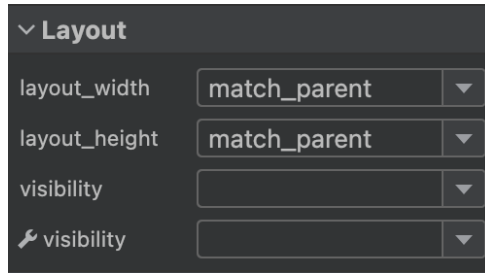 Layout
layout_width match_parent
layout_height match_parent
visibility
visibility